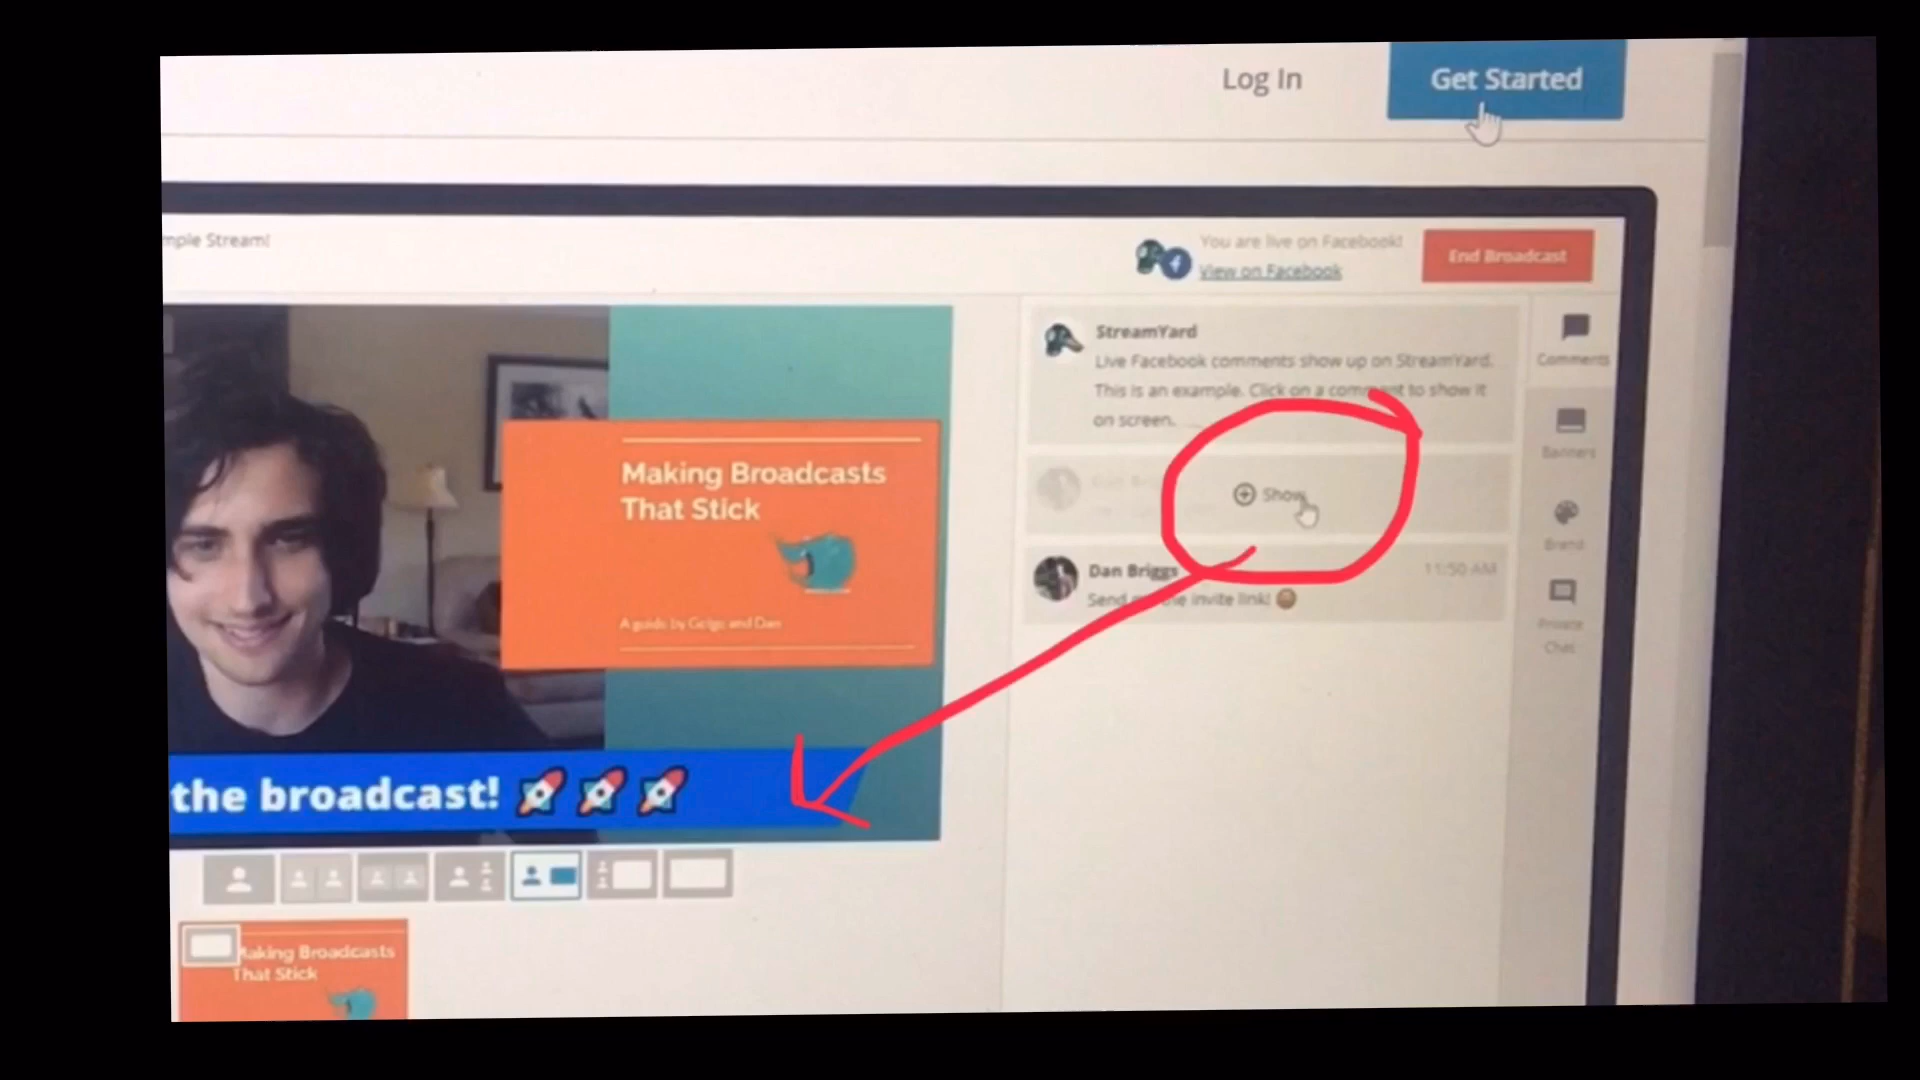 Log In
Get Started
mple Stream!
You are live on Facebook!
View on Facebook
End Broadcast
StreamYard
Live Facebook comments show up on StreamYard.
This is an example. Click on a comment to show it
on screen.
Comments
Banners
Show
Brand
Dan Briggs
11:50 AM
Send the invite link!
Private
Chat
Making Broadcasts
That Stick
A guide by Geige and Dan
the broadcast! 🚀🚀🚀
Making Broadcasts
That Stick